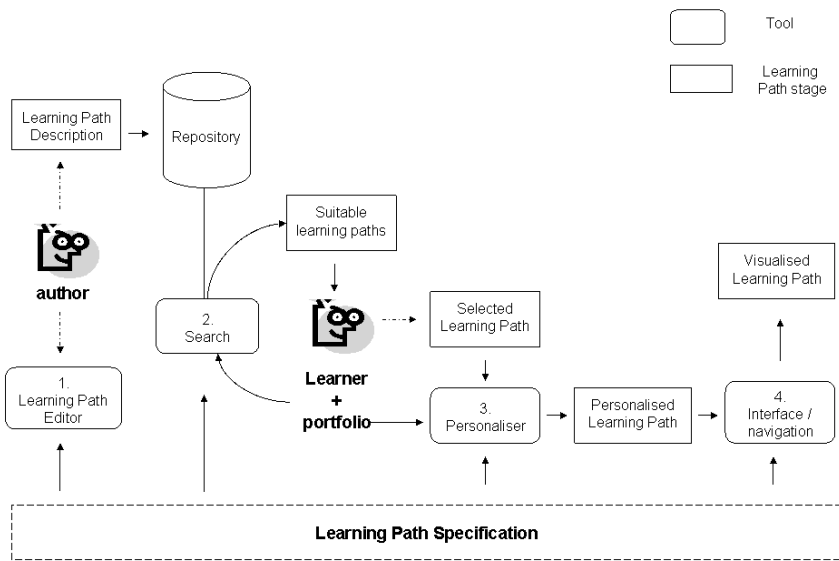 Tool
Learning
Path stage
Learning Path
Description
Repository
Suitable
learning paths
author
Visualised
Learning Path
2.
Search
Selected
Learning Path
1.
Learning Path
Editor
Learner
+
portfolio
3.
Personaliser
Personalised
Learning Path
4.
Interface /
navigation
Learning Path Specification